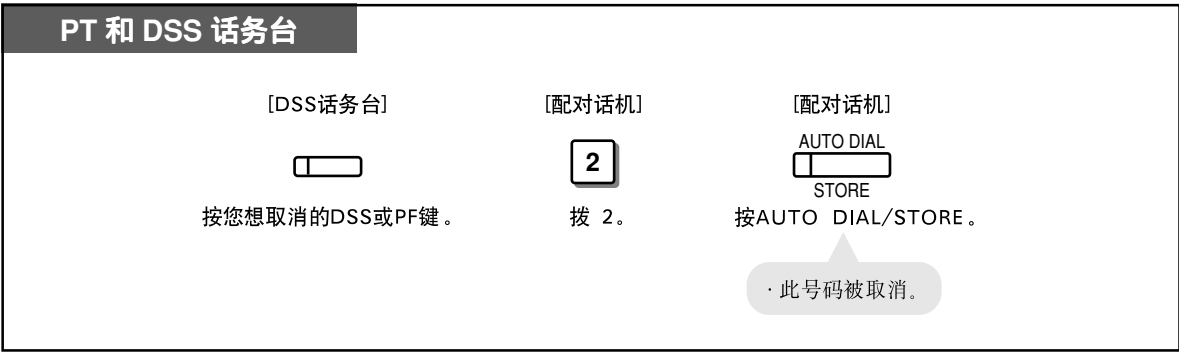 PT 和 DSS 话务台
[DSS话务台] [配对话机] [配对话机]
2
AUTO DIAL
STORE
按您想取消的DSS或PF键。 拨 2。 按AUTO DIAL/STORE。
·此号码被取消。